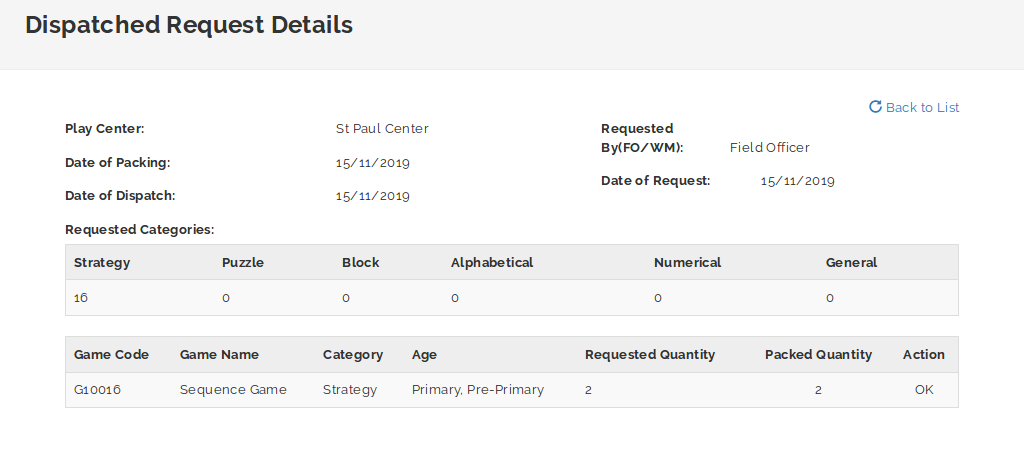 Dispatched Request Details
Back to List
Play Center: St Paul Center
Requested
By(FO/WM): Field Officer
Date of Packing: 15/11/2019
Date of Request: 15/11/2019
Date of Dispatch: 15/11/2019
Requested Categories:
Strategy Puzzle Block Alphabetical Numerical General
16 0 0 0 0 0
Game Code Game Name Category Age Requested Quantity Packed Quantity Action
G10016 Sequence Game Strategy Primary, Pre-Primary 2 2 OK